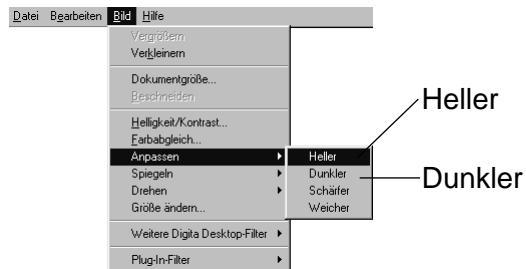 Datei Bearbeiten Bild Hilfe
Vergrößern
Verkleinern
Dokumentgröße...
Beschneiden
Helligkeit/Kontrast...
Farbabgleich...
Anpassen
Spiegeln
Drehen
Größe ändern...
Weitere Digita Desktop-Filter
Plug-In-Filter
Heller
Dunkler
Schärfer
Weicher
Heller
Dunkler